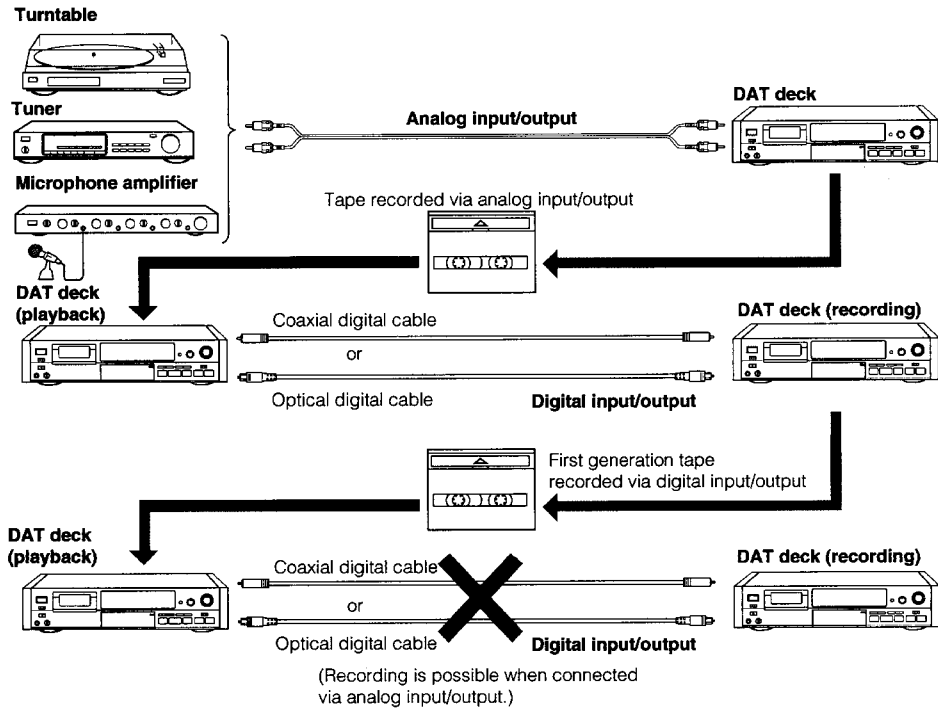 Turntable
Tuner
Microphone amplifier
Analog input/output
DAT deck
Tape recorded via analog input/output
DAT deck
(playback)
Coaxial digital cable
or
Optical digital cable
Digital input/output
DAT deck (recording)
First generation tape
recorded via digital input/output
DAT deck
(playback)
Coaxial digital cable
or
Optical digital cable
Digital input/output
DAT deck (recording)
(Recording is possible when connected
via analog input/output.)